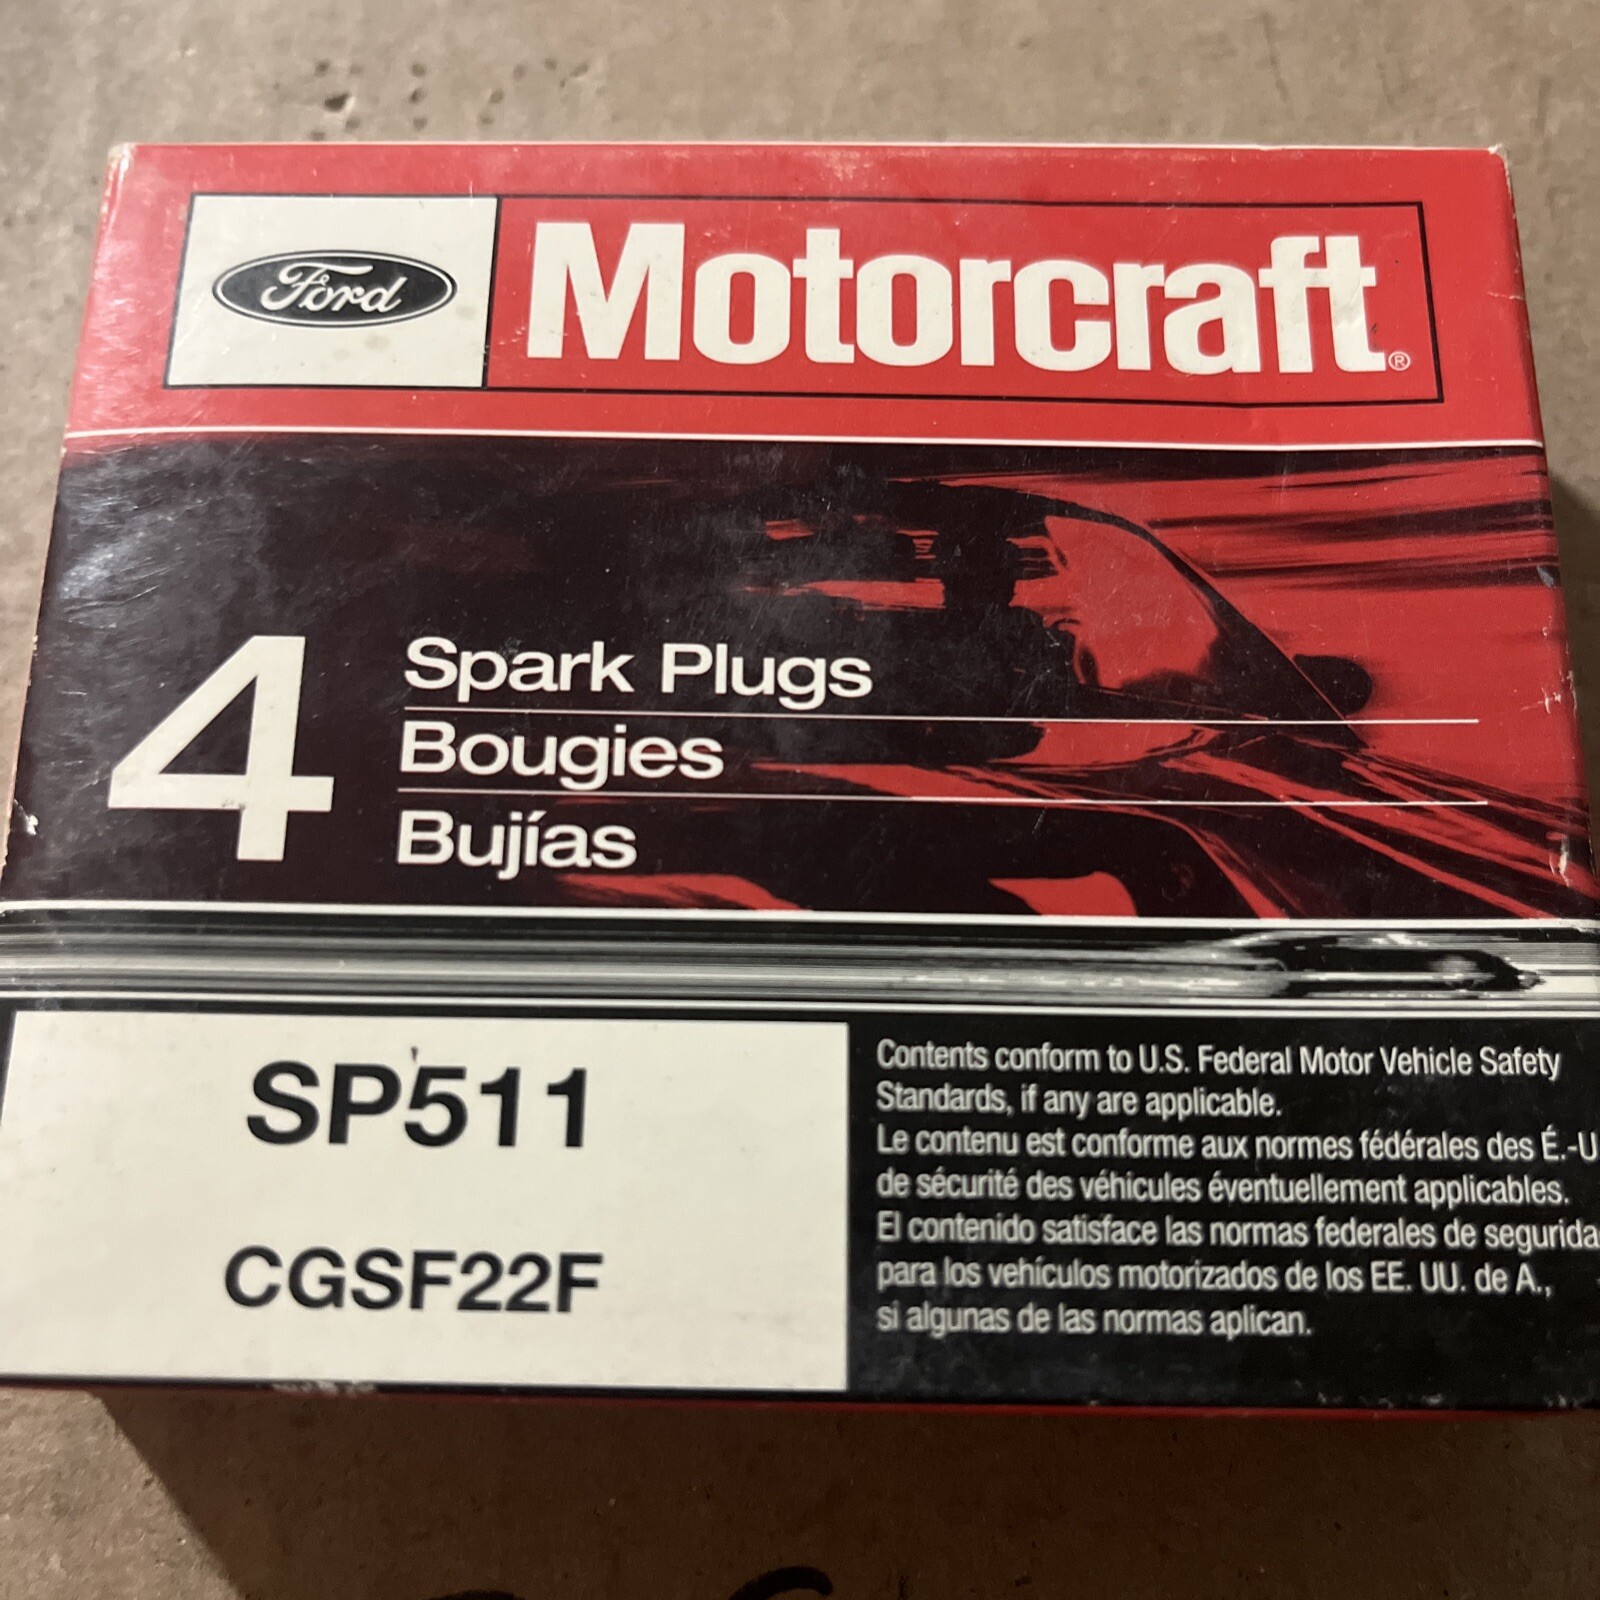 Ford Motorcraft®
4
Spark Plugs
Bougies
Bujías
SP511
CGSF22F
Contents conform to U.S. Federal Motor Vehicle Safety
Standards, if any are applicable.
Le contenu est conforme aux normes fédérales des É.-U
de sécurité des véhicules éventuellement applicables.
El contenido satisface las normas federales de segurida
para los vehículos motorizados de los EE. UU. de A.,
si algunas de las normas aplican.